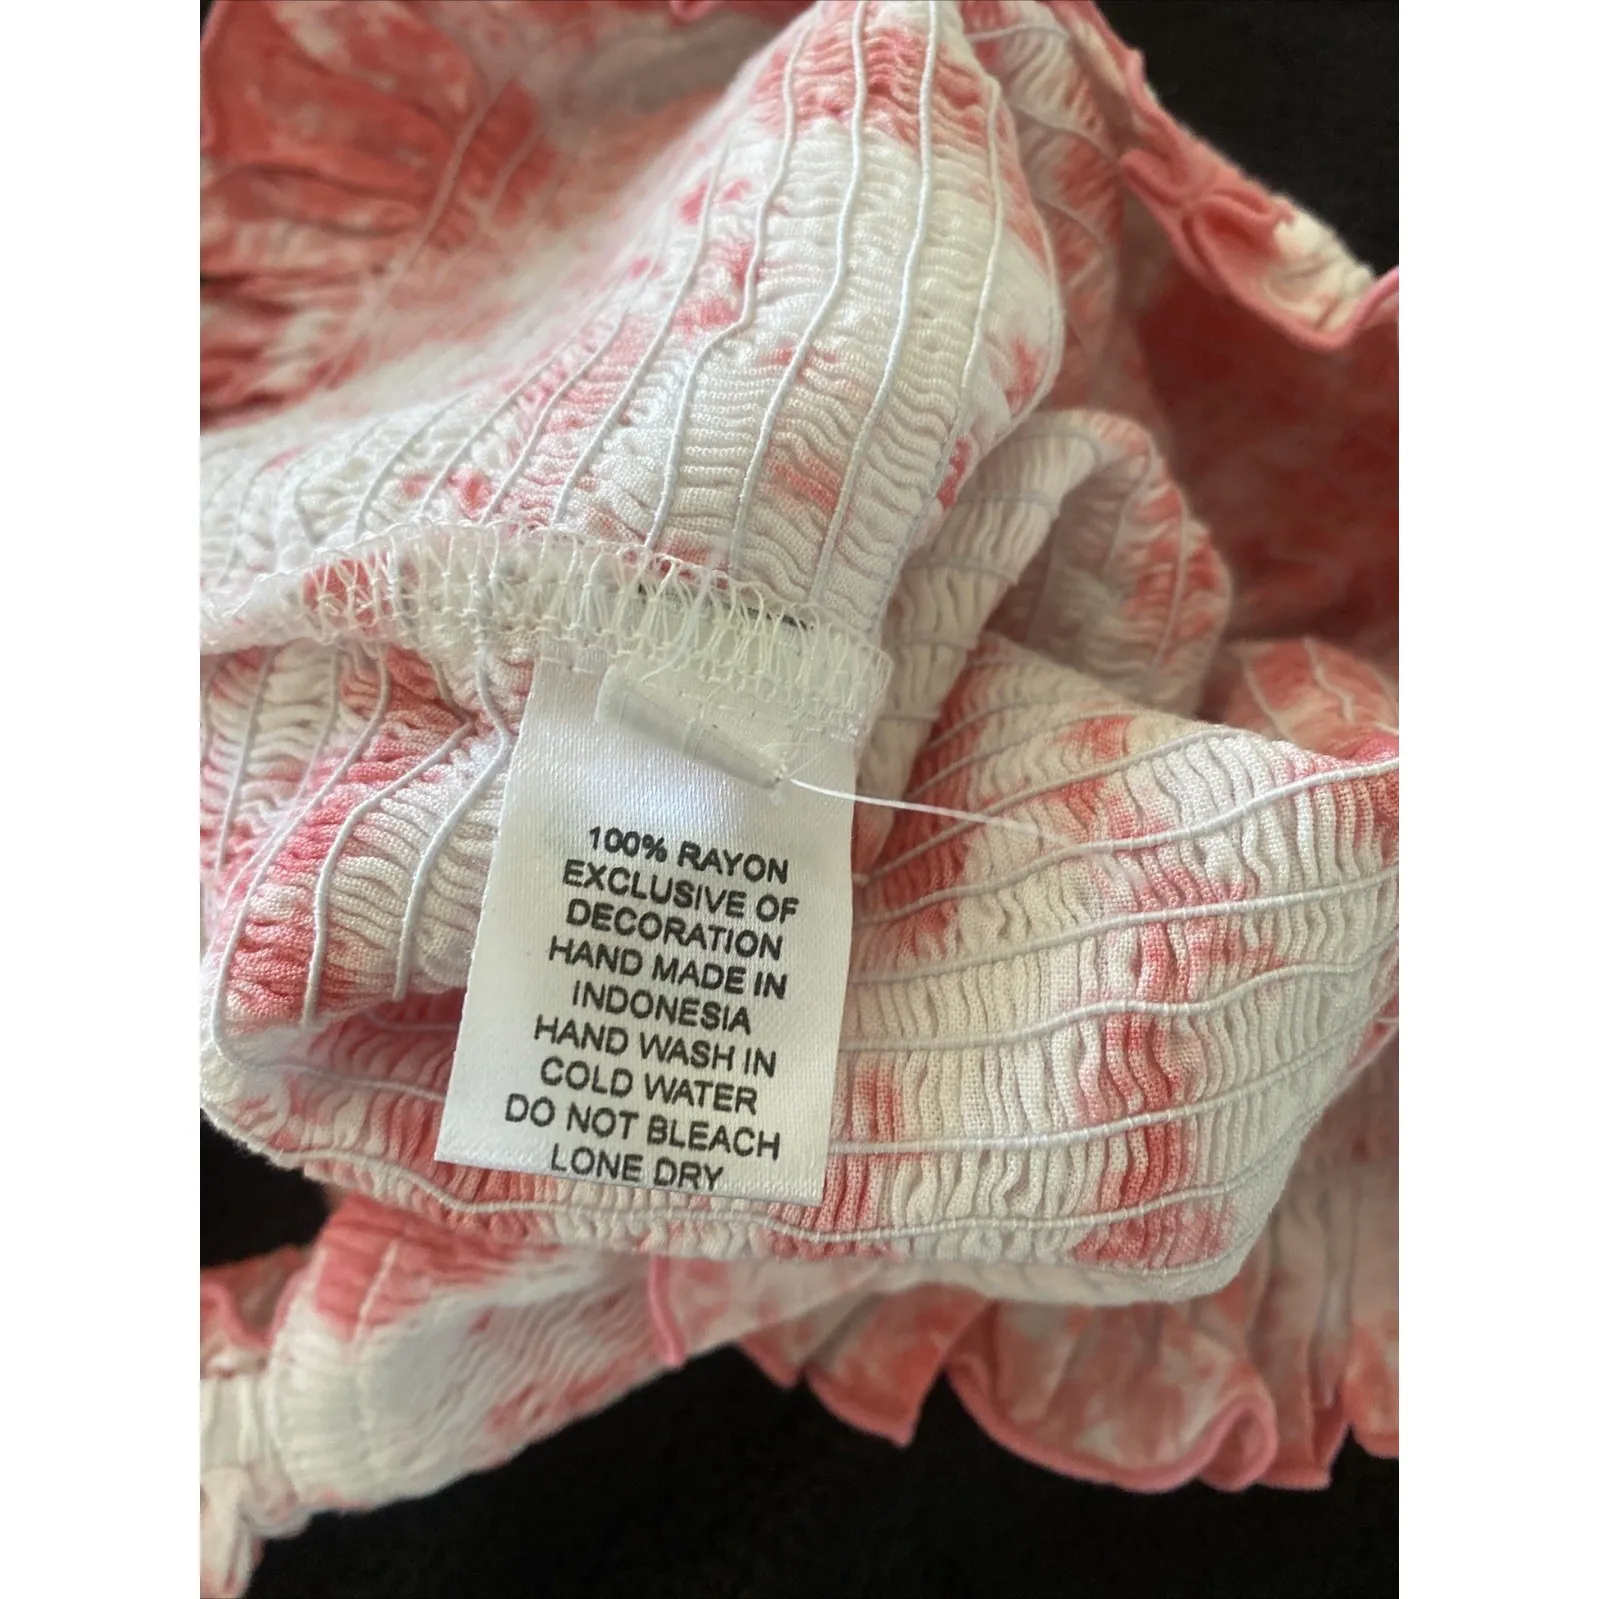 100% RAYON
EXCLUSIVE OF
DECORATION
HAND MADE IN
INDONESIA
HAND WASH IN
COLD WATER
DO NOT BLEACH
LONE DRY